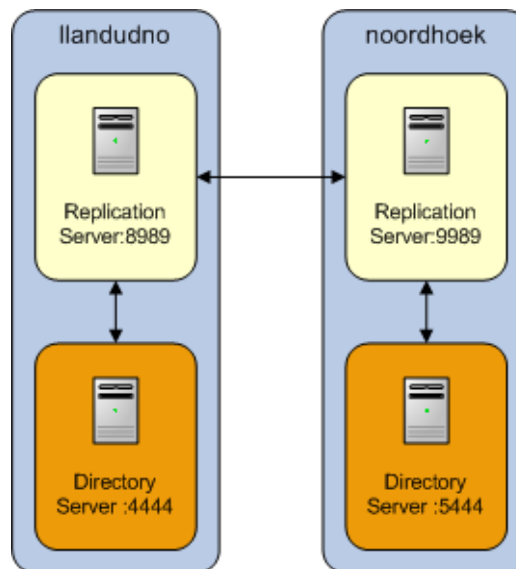 llandudno
Replication
Server:8989
Directory
Server :4444
noordhoek
Replication
Server:9989
Directory
Server :5444